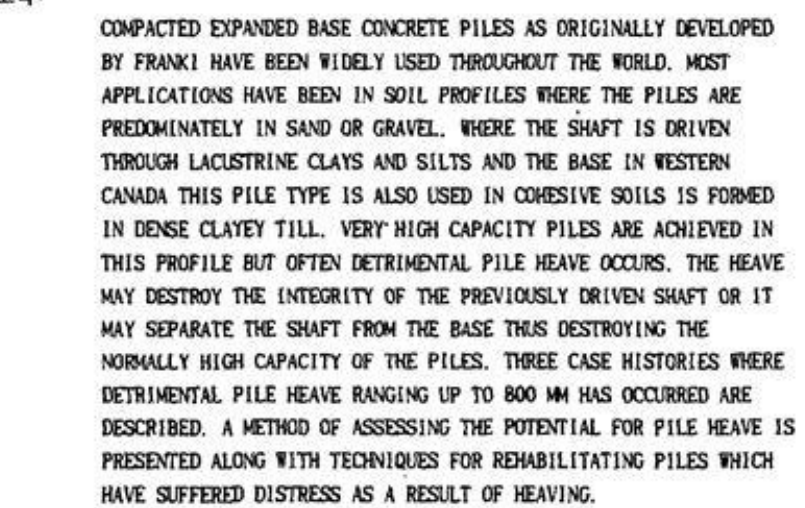 COMPACTED EXPANDED BASE CONCRETE PILES AS ORIGINALLY DEVELOPED
BY FRANKI HAVE BEEN WIDELY USED THROUGHOUT THE WORLD. MOST
APPLICATIONS HAVE BEEN IN SOIL PROFILES WHERE THE PILES ARE
PREDOMINATELY IN SAND OR GRAVEL. WHERE THE SHAFT IS DRIVEN
THROUGH LACUSTRINE CLAYS AND SILTS AND THE BASE IN WESTERN
CANADA THIS PILE TYPE IS ALSO USED IN COHESIVE SOILS IS FORMED
IN DENSE CLAYEY TILL. VERY HIGH CAPACITY PILES ARE ACHIEVED IN
THIS PROFILE BUT OFTEN DETRIMENTAL PILE HEAVE OCCURS. THE HEAVE
MAY DESTROY THE INTEGRITY OF THE PREVIOUSLY DRIVEN SHAFT OR IT
MAY SEPARATE THE SHAFT FROM THE BASE THUS DESTROYING THE
NORMALLY HIGH CAPACITY OF THE PILES. THREE CASE HISTORIES WHERE
DETRIMENTAL PILE HEAVE RANGING UP TO 800 MM HAS OCCURRED ARE
DESCRIBED. A METHOD OF ASSESSING THE POTENTIAL FOR PILE HEAVE IS
PRESENTED ALONG WITH TECHNIQUES FOR REHABILITATING PILES WHICH
HAVE SUFFERED DISTRESS AS A RESULT OF HEAVING.